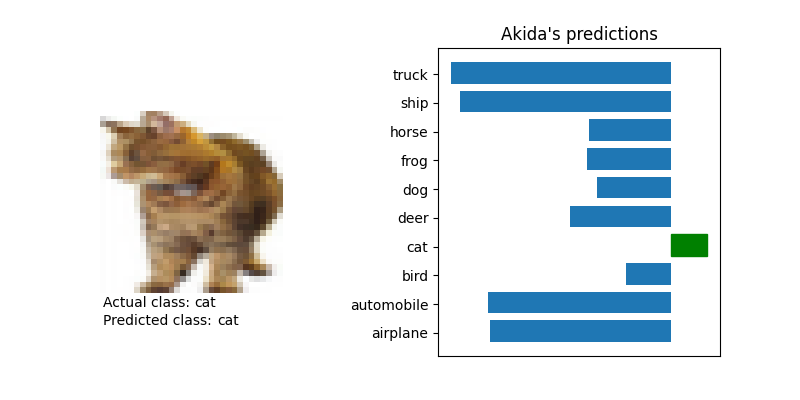 Akida's predictions
truck
ship
horse
frog
dog
deer
cat
bird
automobile
airplane
Actual class: cat
Predicted class: cat